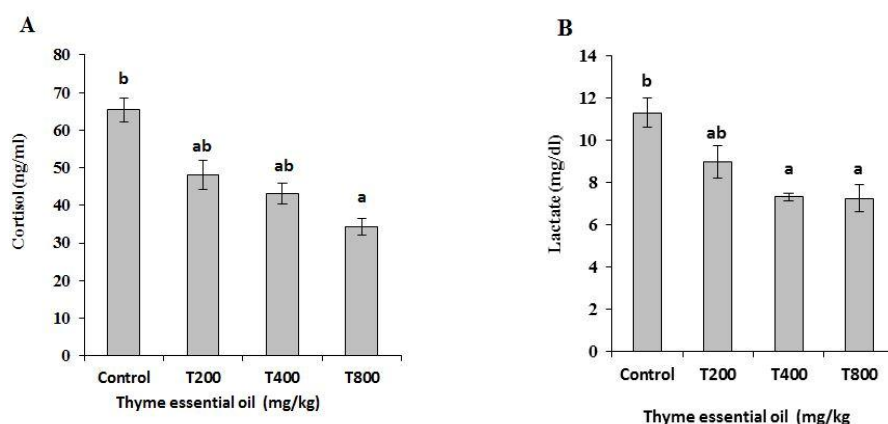 A
Cortisol (ng/ml)
80
70
60
50
40
30
20
10
0
b
ab
ab
a
Control T200 T400 T800
Thyme essential oil (mg/kg)
B
Lactate (mg/dl)
14
12
10
8
6
4
2
0
b
ab
a
a
Control T200 T400 T800
Thyme essential oil (mg/kg